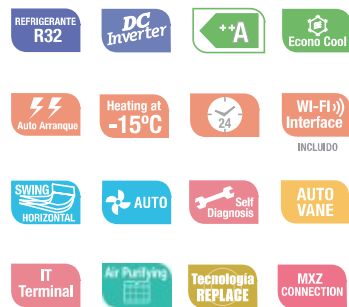 REFRIGERANTE
R32
DC
Inverter
++A
Econo Cool
Auto Arranque
Heating at
-15ºC
24
WI-FI
Interface
INCLUIDO
SWING
HORIZONTAL
AUTO
Self
Diagnosis
AUTO
VANE
IT
Terminal
Air Purifying
Tecnología
REPLACE
MXZ
CONNECTION